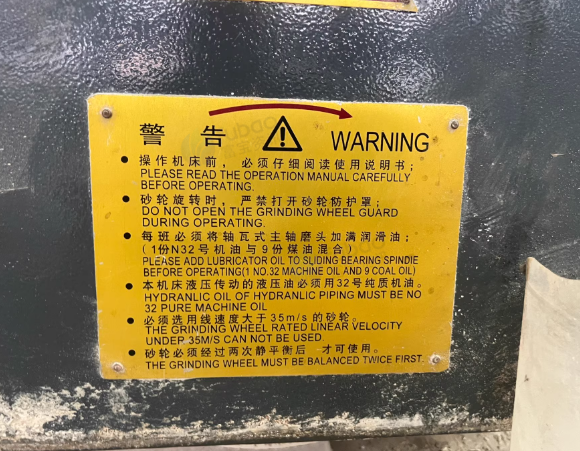 警告 WARNING
操作机床前，必须仔细阅读使用说明书；
PLEASE READ THE OPERATION MANUAL CAREFULLY
BEFORE OPERATING.
砂轮旋转时，严禁打开砂轮防护罩；
DO NOT OPEN THE GRINDING WHEEL GUARD
DURING OPERATING.
每班必须将轴瓦式主轴磨头加满润滑油；
（1份N32号机油与9份煤油混合）
PLEASE ADD LUBRICATOR OIL TO SLIDING BEARING SPINDIE
BEFORE OPERATING(1 NO.32 MACHINE OIL AND 9 COAL OIL)
本机床液压传动的液压油必须用32号纯质机油。
HYDRANLIC OIL OF HYDRANLIC PIPING MUST BE NO
32 PURE MACHINE OIL
必须选用线速度大于35m/s的砂轮。
THE GRINDING WHEEL RATED LINEAR VELOCITY
UNDER 35M/S CAN NOT BE USED.
砂轮必须经过两次静平衡后 才可使用。
THE GRINDING WHEEL MUST BE BALANCED TWICE FIRST.